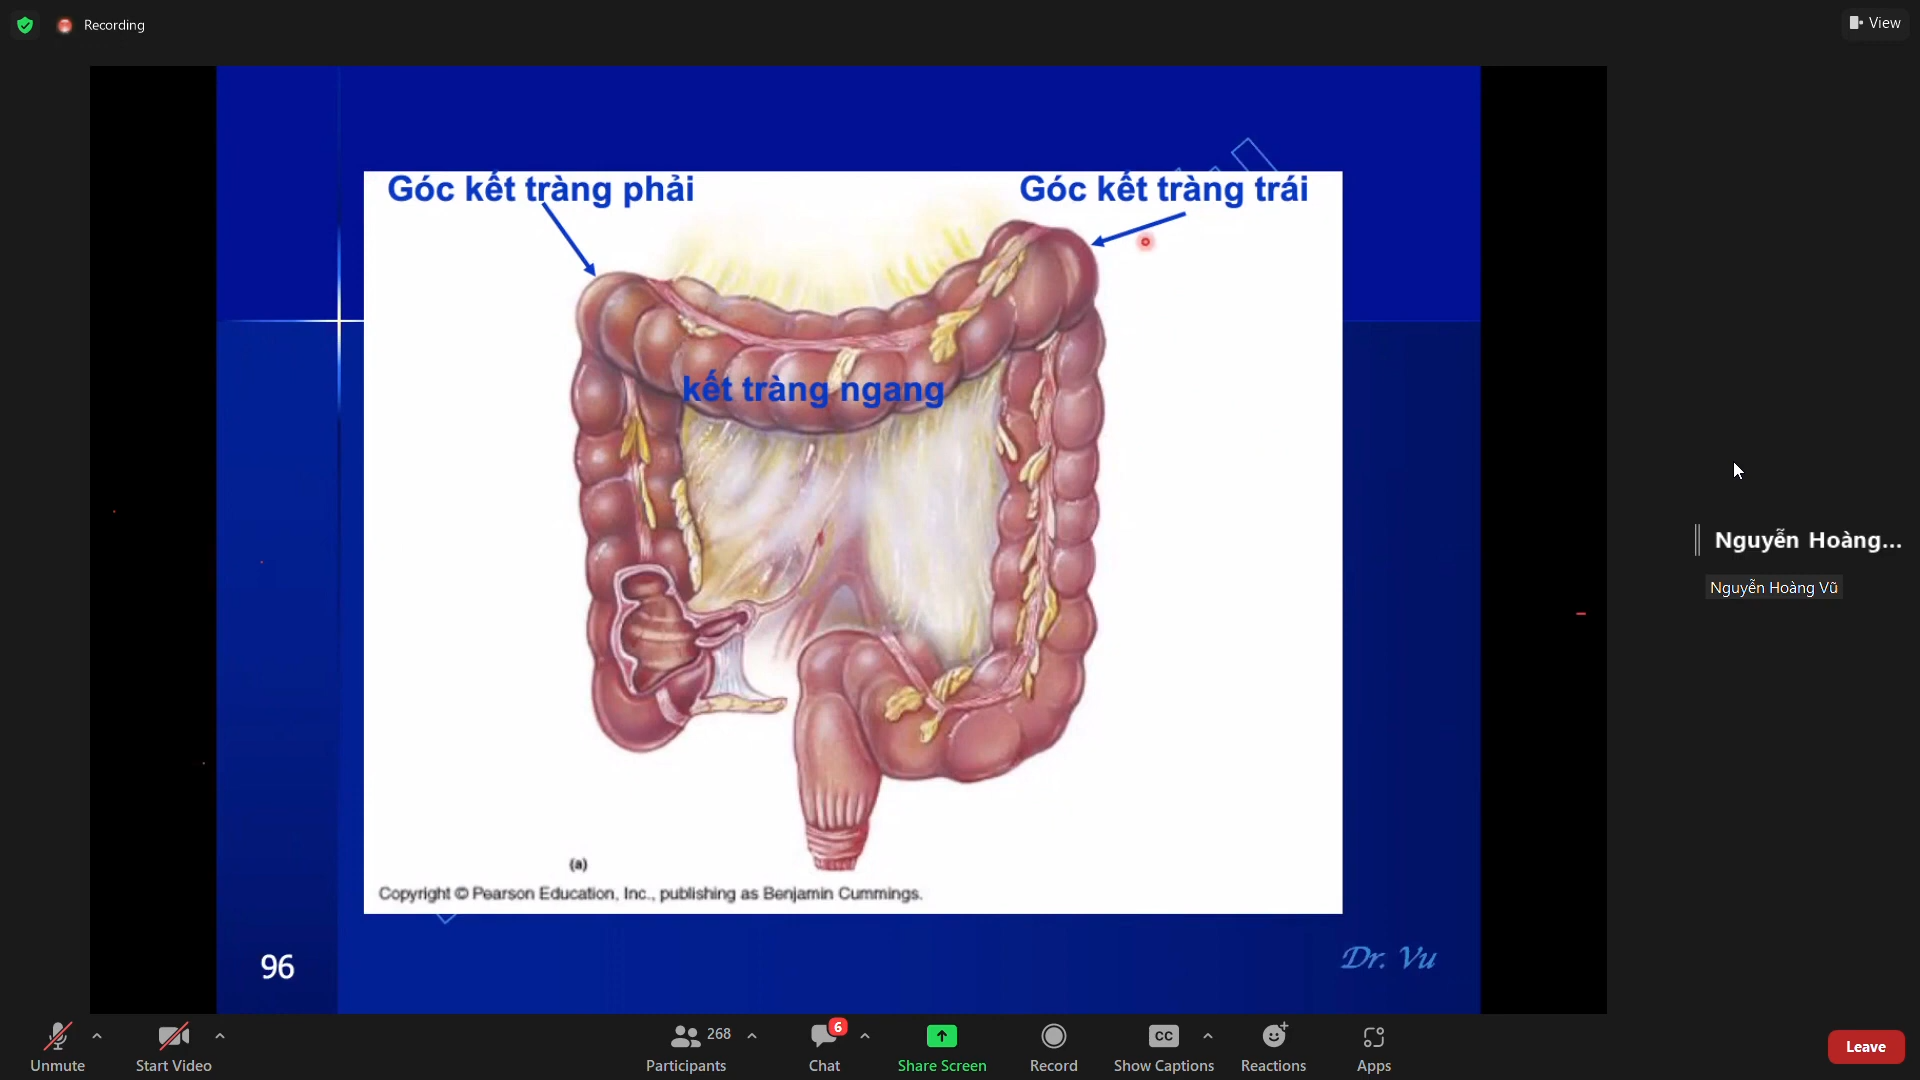 Recording
View
Góc kết tràng phải
Góc kết tràng trái
kết tràng ngang
Nguyễn Hoàng...
Nguyễn Hoàng Vũ
(a)
Copyright © Pearson Education, Inc., publishing as Benjamin Cummings.
96
Dr. Vu
268
6
CC
Unmute
Start Video
Participants
Chat
Share Screen
Record
Show Captions
Reactions
Apps
Leave